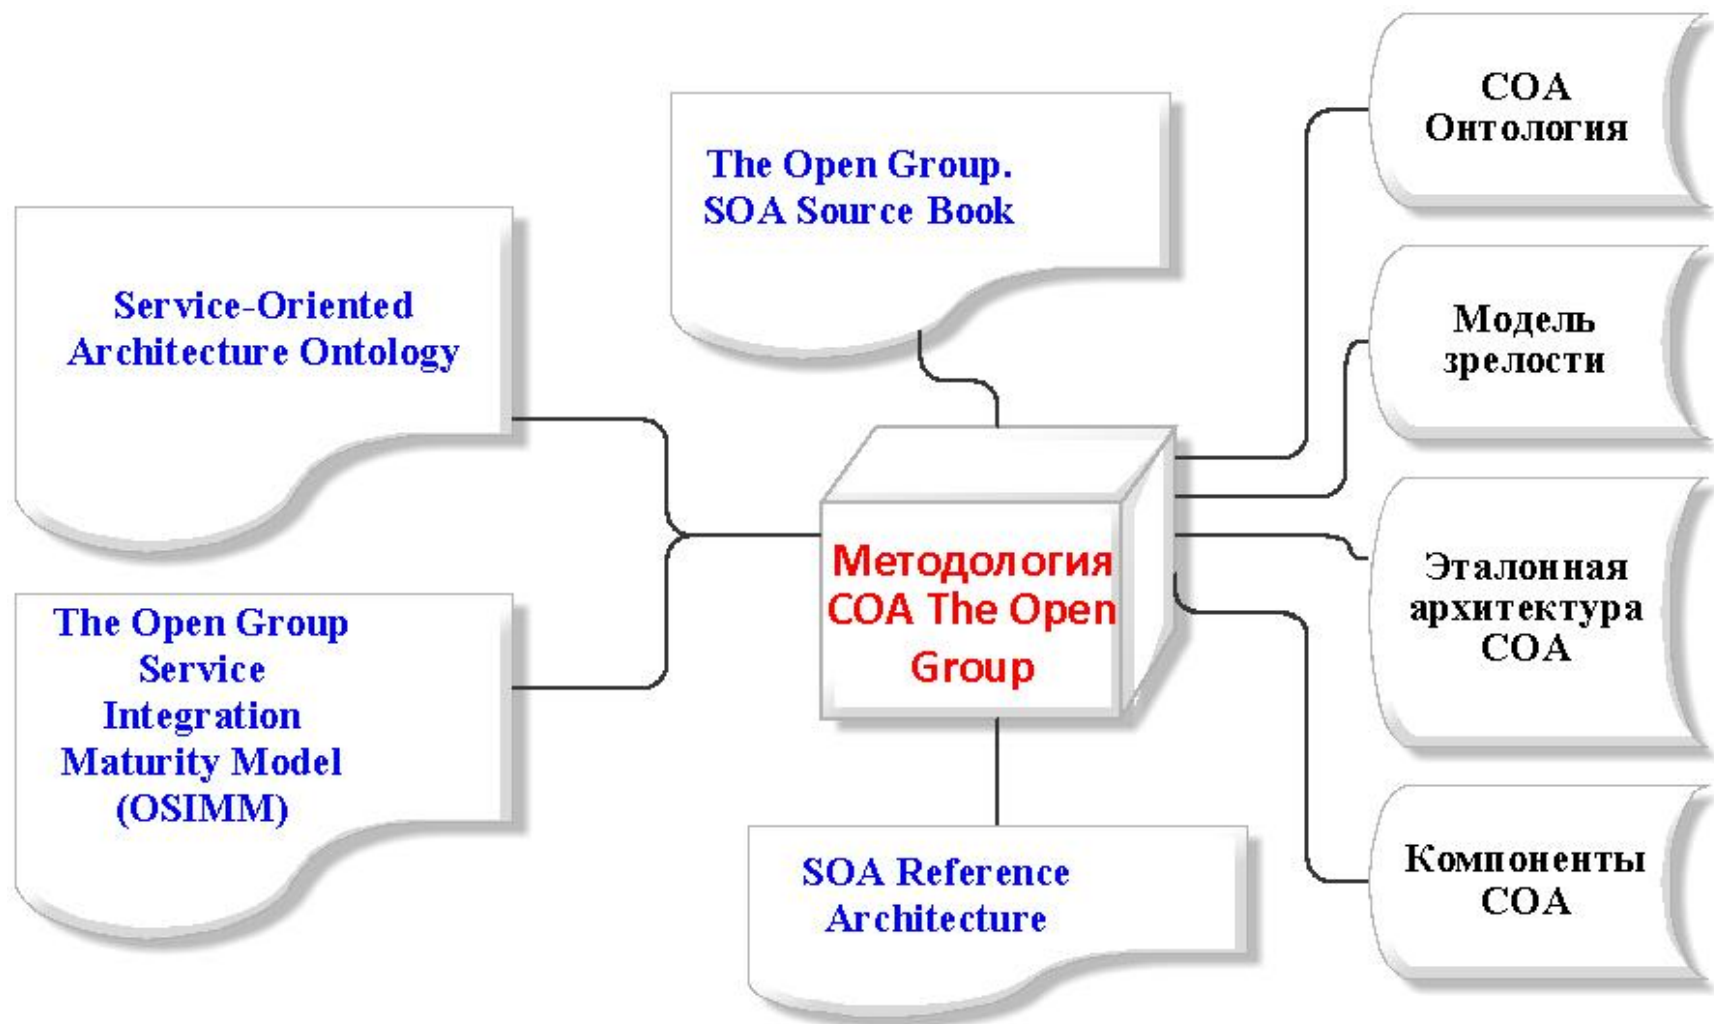 The Open Group.
SOA Source Book
Service-Oriented
Architecture Ontology
The Open Group
Service
Integration
Maturity Model
(OSIMM)
Методология
СОА The Open
Group
SOA Reference
Architecture
СОА
Онтология
Модель
зрелости
Эталонная
архитектура
СОА
Компоненты
СОА